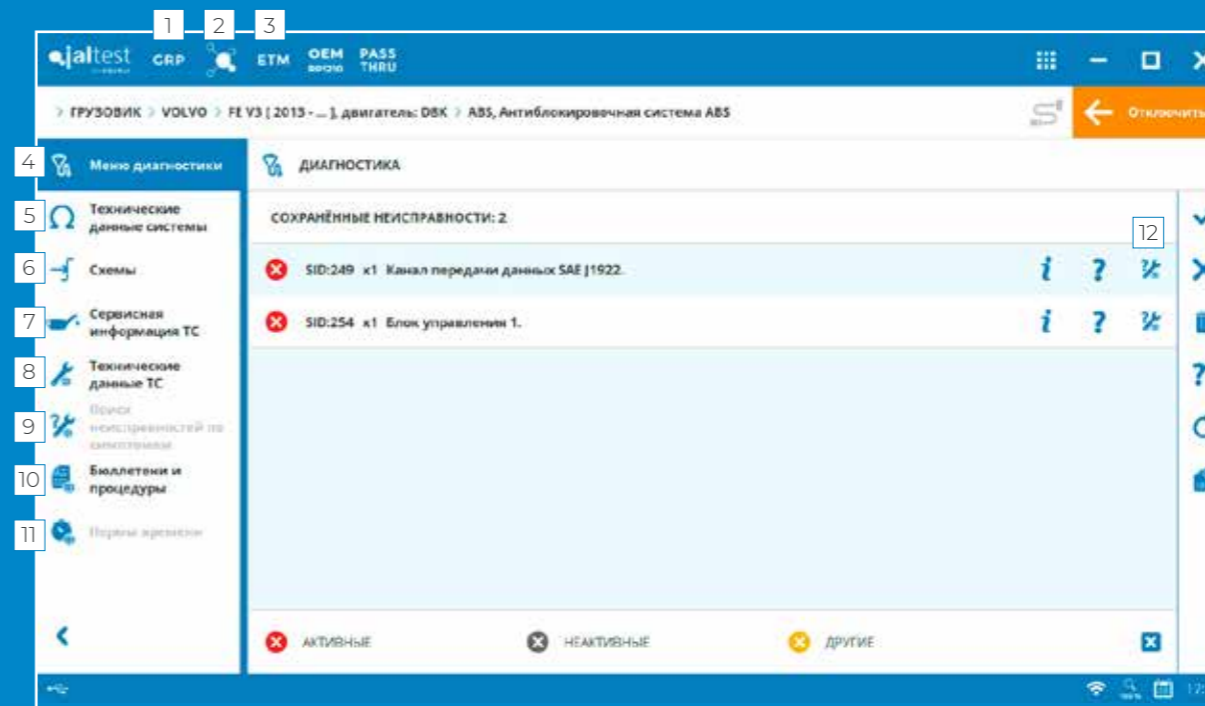 1 2 3
jaltest GRP ETM OEM PASS THRU
> ГРУЗОВИК > VOLVO > FE V3 [ 2013 - ... ], двигатель: D8K > ABS, Антиблокировочная система ABS
Отключить
4 Меню диагностики
ДИАГНОСТИКА
5 Технические
данные системы
6 Схемы
7 Сервисная
информация ТС
8 Технические
данные ТС
9 Поиск
неисправностей по
симптомам
10 Бюллетени и
процедуры
11 Нормы времени
СОХРАНЁННЫЕ НЕИСПРАВНОСТИ: 2
12
SID:249 x1 Канал передачи данных SAE J1922.
SID:254 x1 Блок управления 1.
АКТИВНЫЕ НЕАКТИВНЫЕ ДРУГИЕ